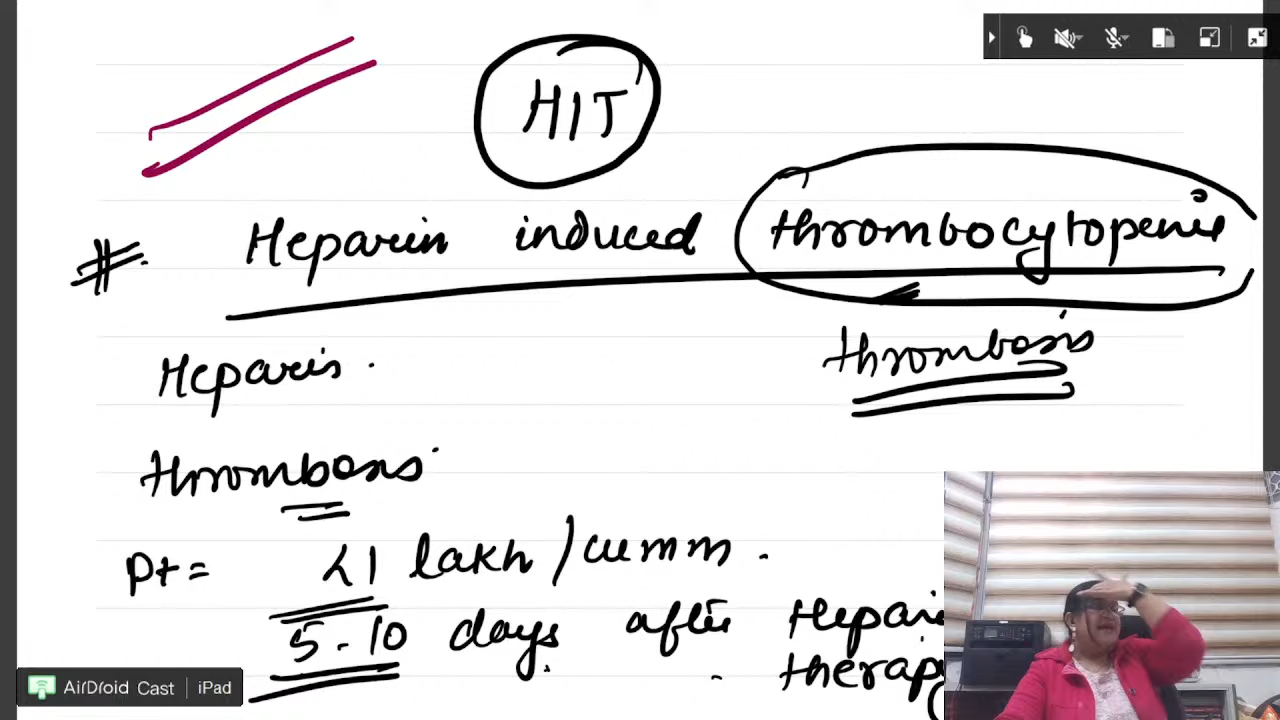 HIT
# Heparin induced thrombocytopenia
thrombosis
Heparin.
thrombosis
Pt = <1 lakh/cumm.
5-10 days after Heparin
therapy
AirDroid Cast | iPad